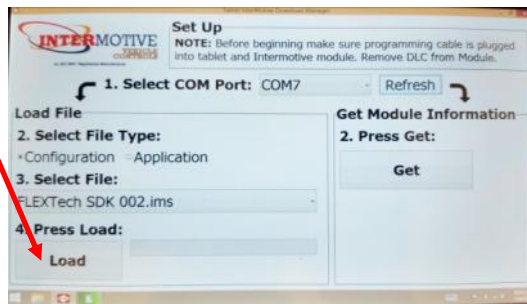 Set Up
NOTE: Before beginning make sure programming cable is plugged
into tablet and Intermotive module. Remove DLC from Module.
INTERMOTIVE
VEHICLE
CONTROLS
1. Select COM Port: COM7
Refresh
Load File
2. Select File Type:
Configuration Application
3. Select File:
FLEXTech SDK 002.ims
4. Press Load:
Load
Get Module Information
2. Press Get:
Get